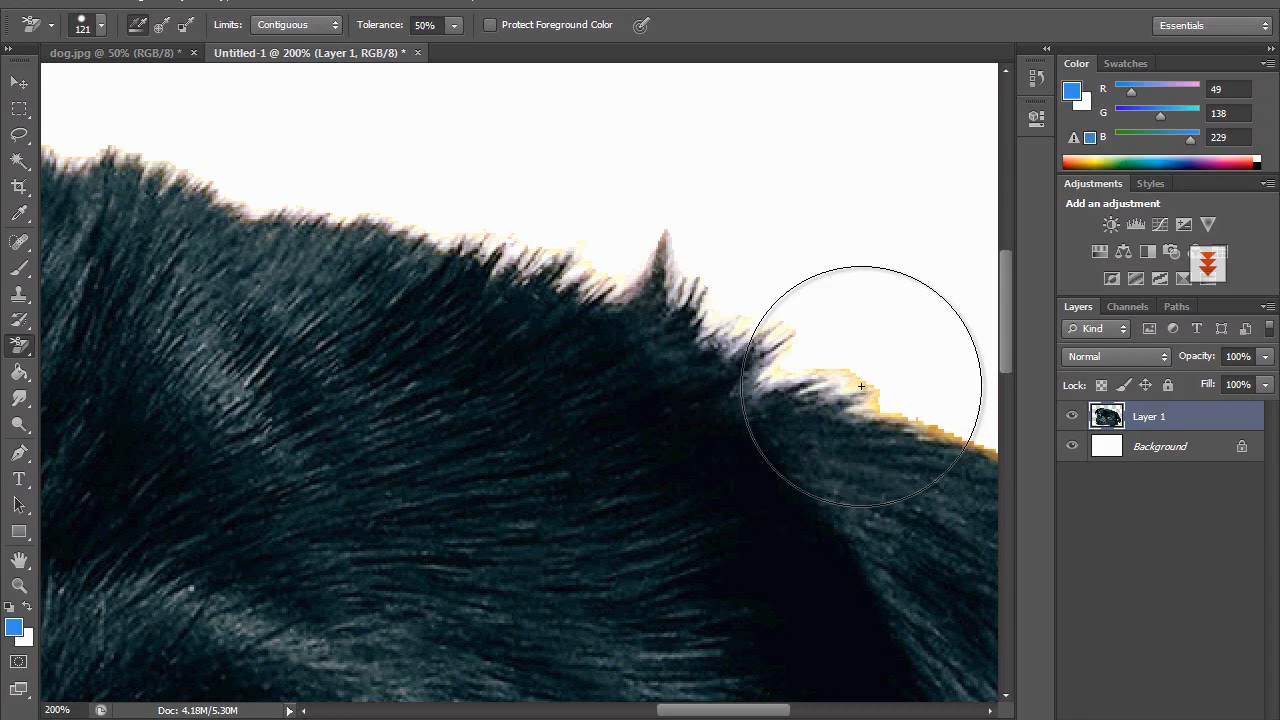 121
Limits: Contiguous
Tolerance: 50%
Protect Foreground Color
Essentials
dog.jpg @ 50% (RGB/8) * ×
Untitled-1 @ 200% (Layer 1, RGB/8) * ×
Color Swatches
R 49
G 138
B 229
Adjustments Styles
Add an adjustment
Layers Channels Paths
Kind
Normal Opacity: 100%
Lock: Fill: 100%
Layer 1
Background
200% Doc: 4.18M/5.30M